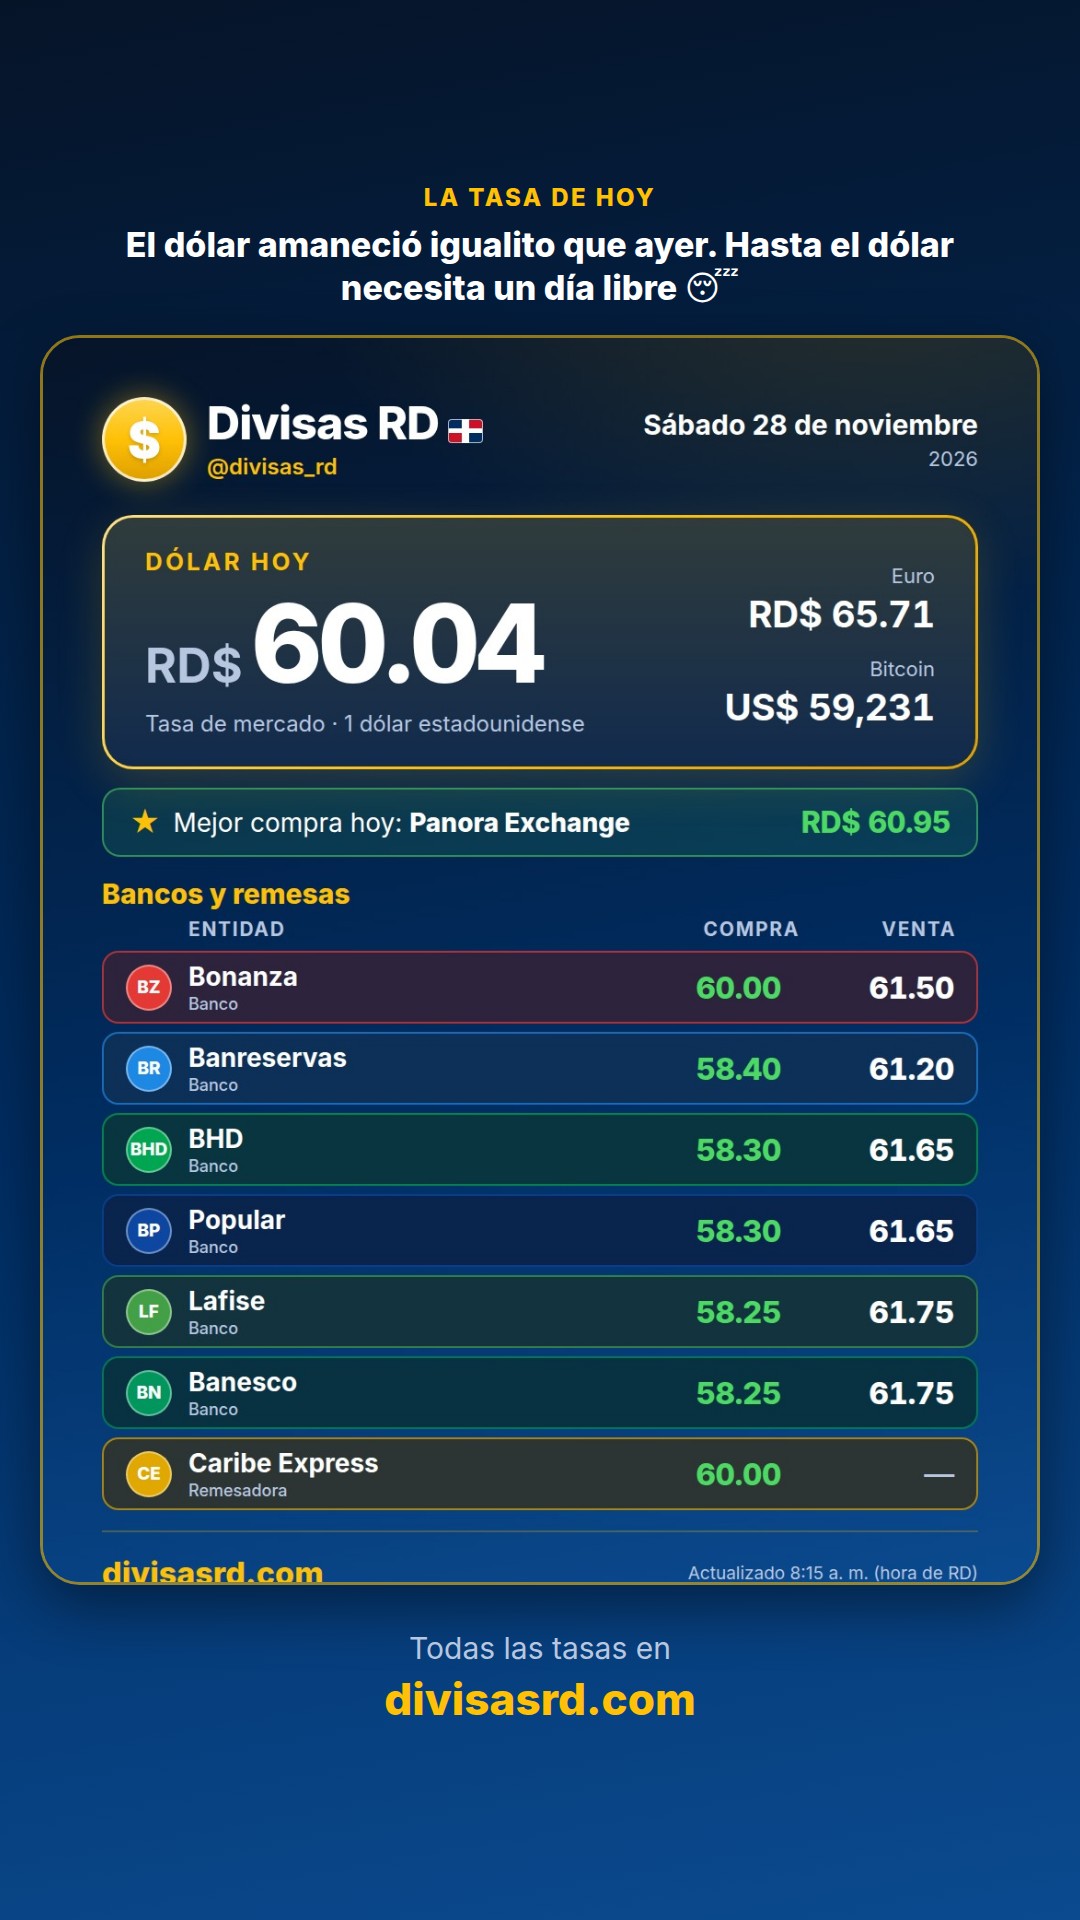 LA TASA DE HOY
El dólar amaneció igualito que ayer. Hasta el dólar
necesita un día libre 😴
$
Divisas RD 🇩🇴
@divisas_rd
Sábado 28 de noviembre
2026
DÓLAR HOY
RD$ 60.04
Tasa de mercado · 1 dólar estadounidense
Euro
RD$ 65.71
Bitcoin
US$ 59,231
★ Mejor compra hoy: Panora Exchange RD$ 60.95
Bancos y remesas
ENTIDAD COMPRA VENTA
BZ Bonanza 60.00 61.50
Banco
BR Banreservas 58.40 61.20
Banco
BHD BHD 58.30 61.65
Banco
BP Popular 58.30 61.65
Banco
LF Lafise 58.25 61.75
Banco
BN Banesco 58.25 61.75
Banco
CE Caribe Express 60.00 —
Remesadora
divisasrd.com Actualizado 8:15 a. m. (hora de RD)
Todas las tasas en
divisasrd.com